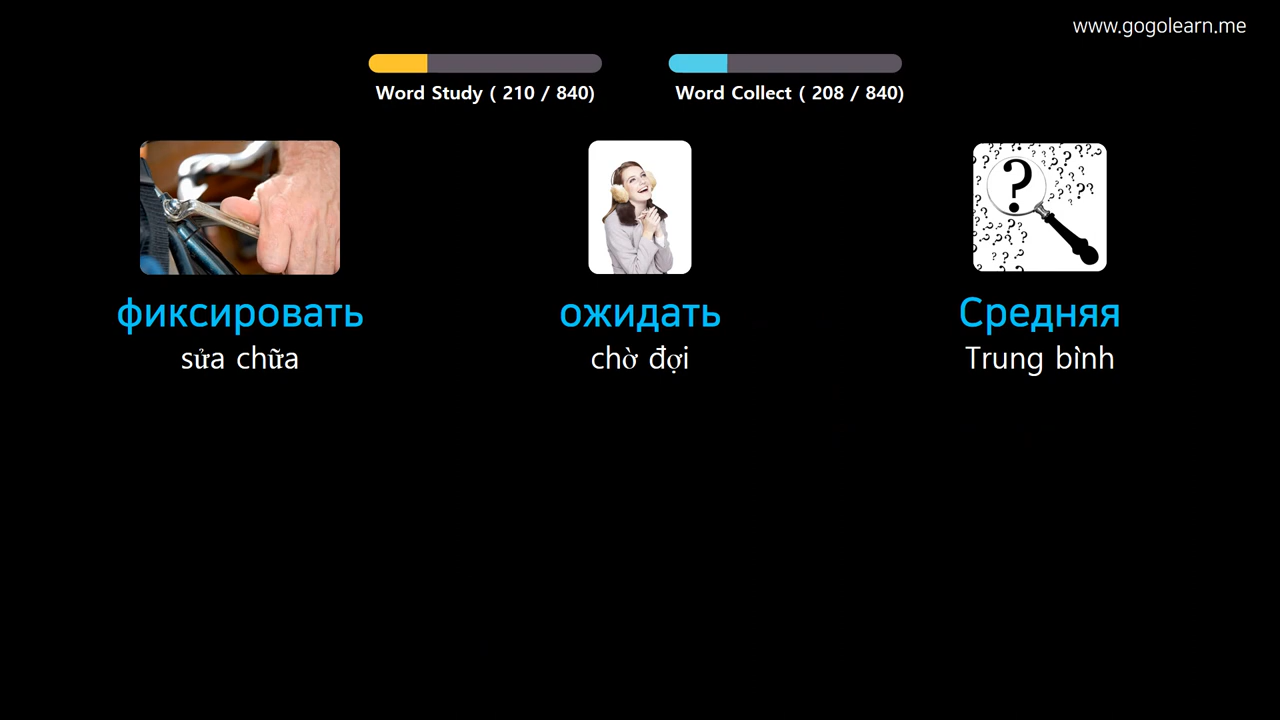 www.gogolearn.me
Word Study ( 210 / 840)
Word Collect ( 208 / 840)
фиксировать
sửa chữa
ожидать
chờ đợi
Средняя
Trung bình